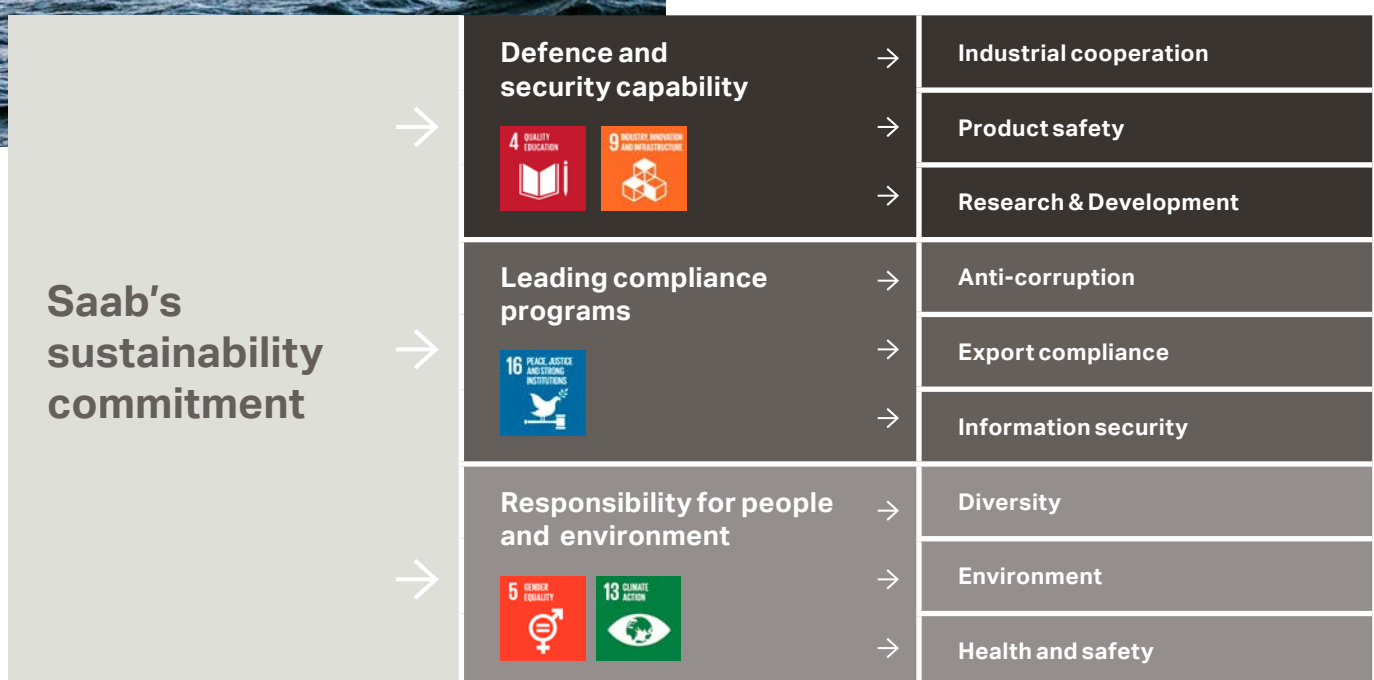 Saab's
sustainability
commitment
Defence and
security capability
4 QUALITY
EDUCATION
9 INDUSTRY, INNOVATION
AND INFRASTRUCTURE
Industrial cooperation
Product safety
Research & Development
Leading compliance
programs
16 PEACE, JUSTICE
AND STRONG
INSTITUTIONS
Anti-corruption
Export compliance
Information security
Responsibility for people
and environment
5 GENDER
EQUALITY
13 CLIMATE
ACTION
Diversity
Environment
Health and safety